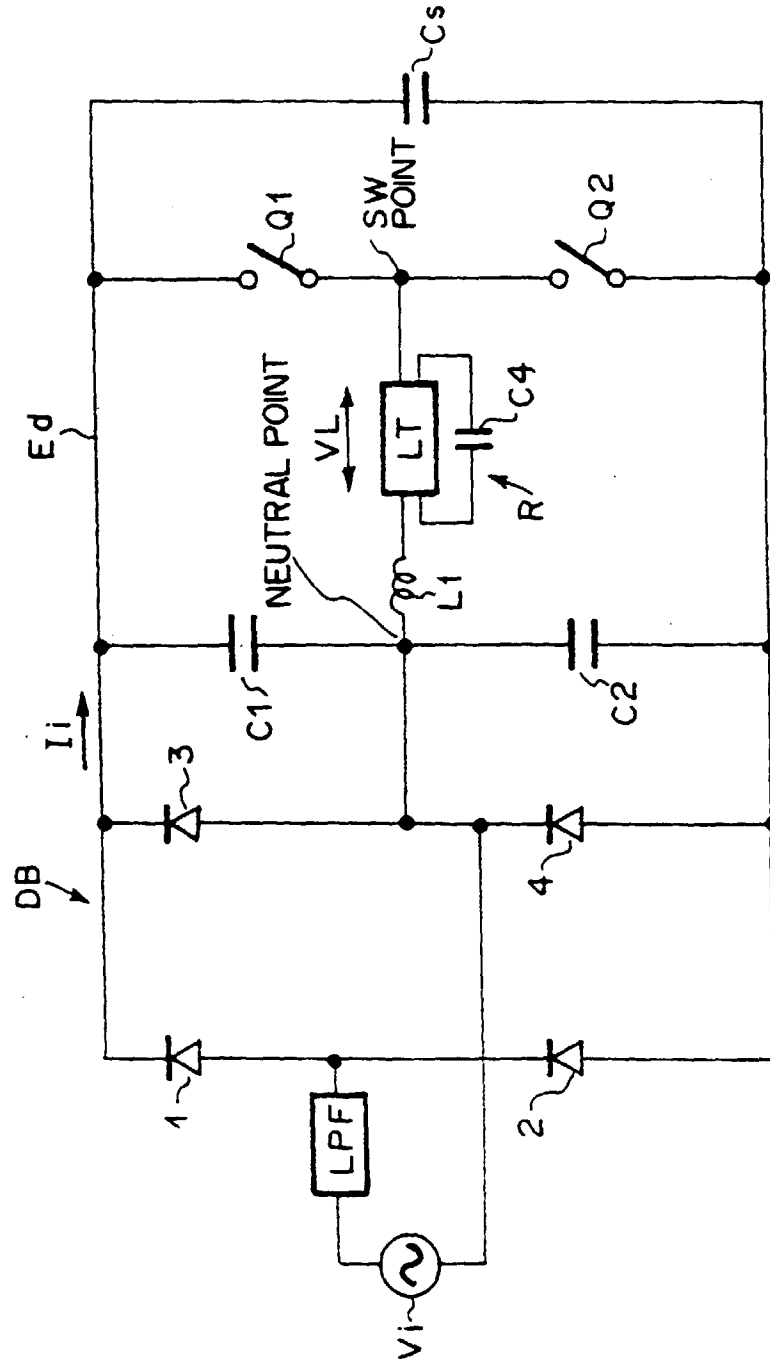 DB
Ii
Ed
1
3
C1
NEUTRAL POINT
VL
Q1
SW
POINT
Cs
LPF
LT
L1
C4
R
Vi
2
4
C2
Q2